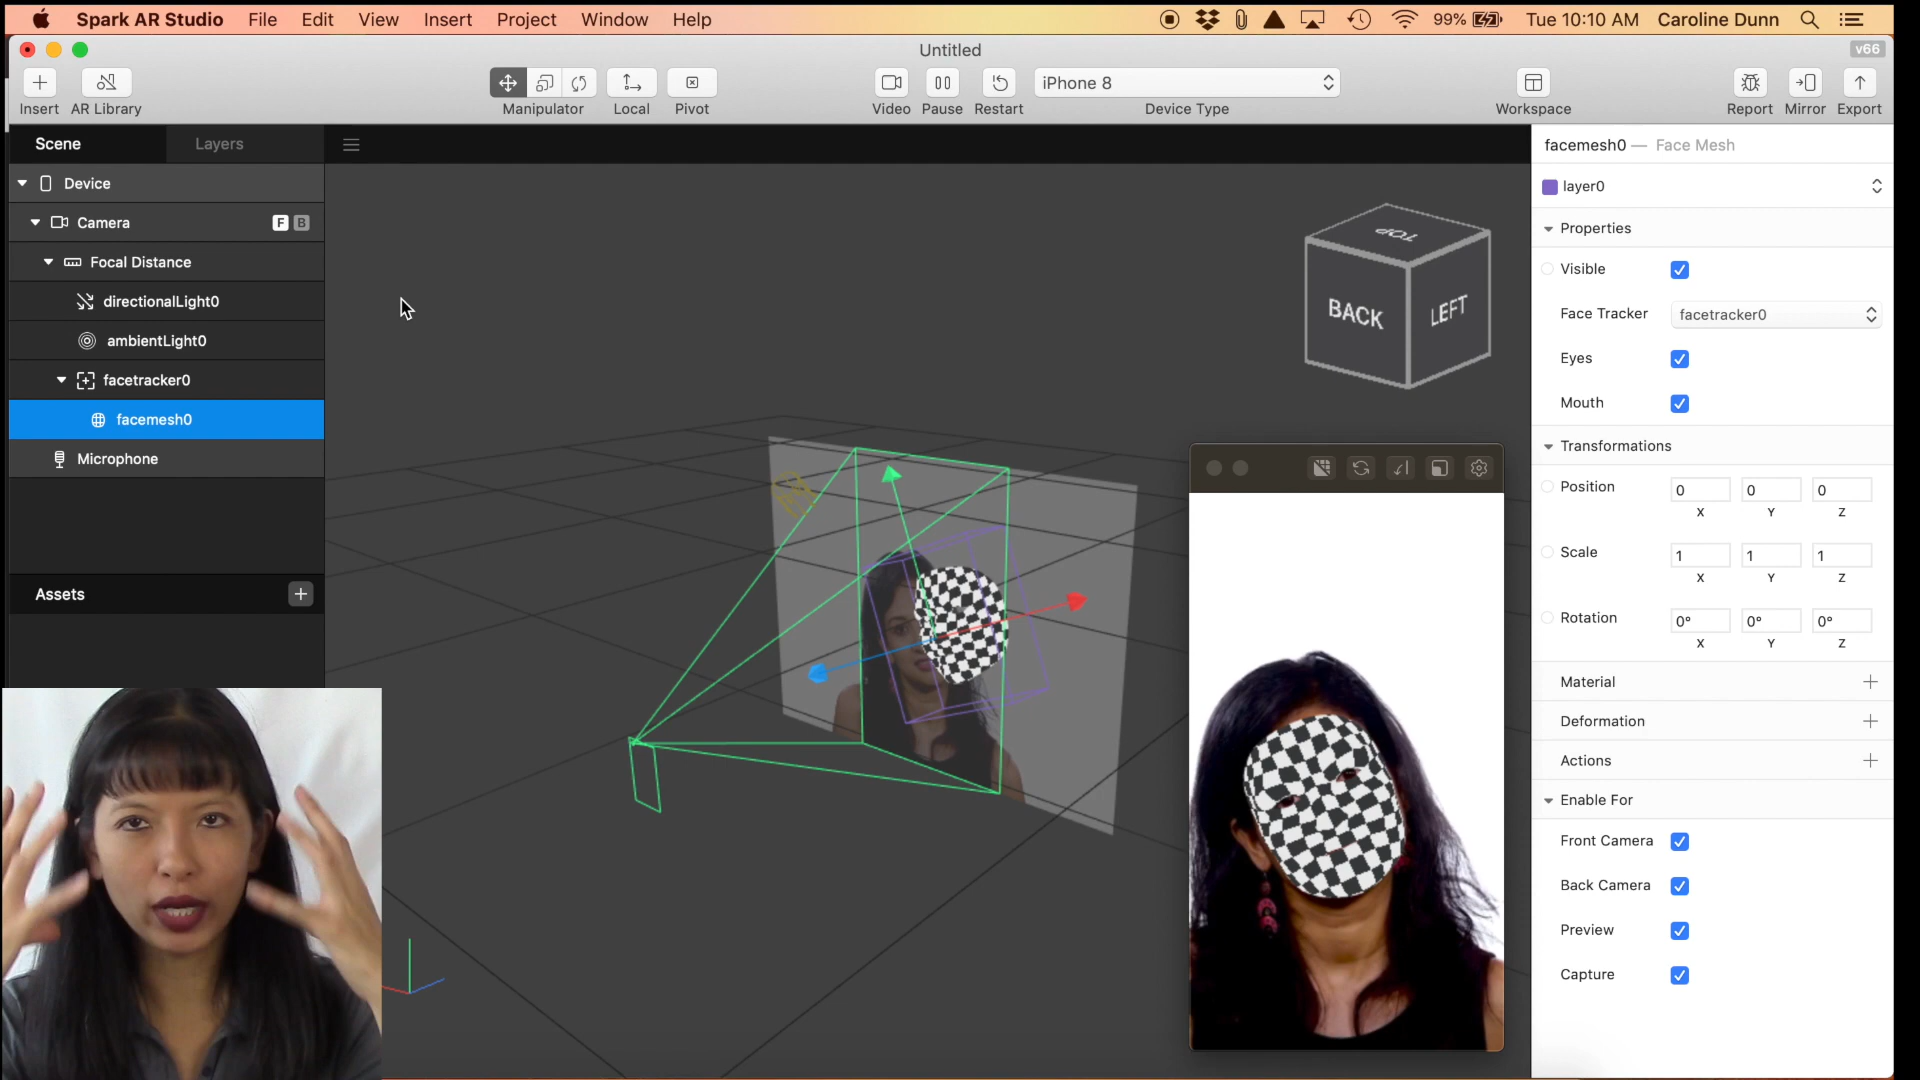 Spark AR Studio File Edit View Insert Project Window Help 99% Tue 10:10 AM Caroline Dunn
Untitled v66
iPhone 8
Insert AR Library Manipulator Local Pivot Video Pause Restart Device Type Workspace Report Mirror Export
Scene Layers
Device
Camera F B
Focal Distance
directionalLight0
ambientLight0
facetracker0
facemesh0
Microphone
Assets
TOP
BACK LEFT
facemesh0 — Face Mesh
layer0
Properties
Visible
Face Tracker facetracker0
Eyes
Mouth
Transformations
Position 0 0 0
X Y Z
Scale 1 1 1
X Y Z
Rotation 0° 0° 0°
X Y Z
Material
Deformation
Actions
Enable For
Front Camera
Back Camera
Preview
Capture